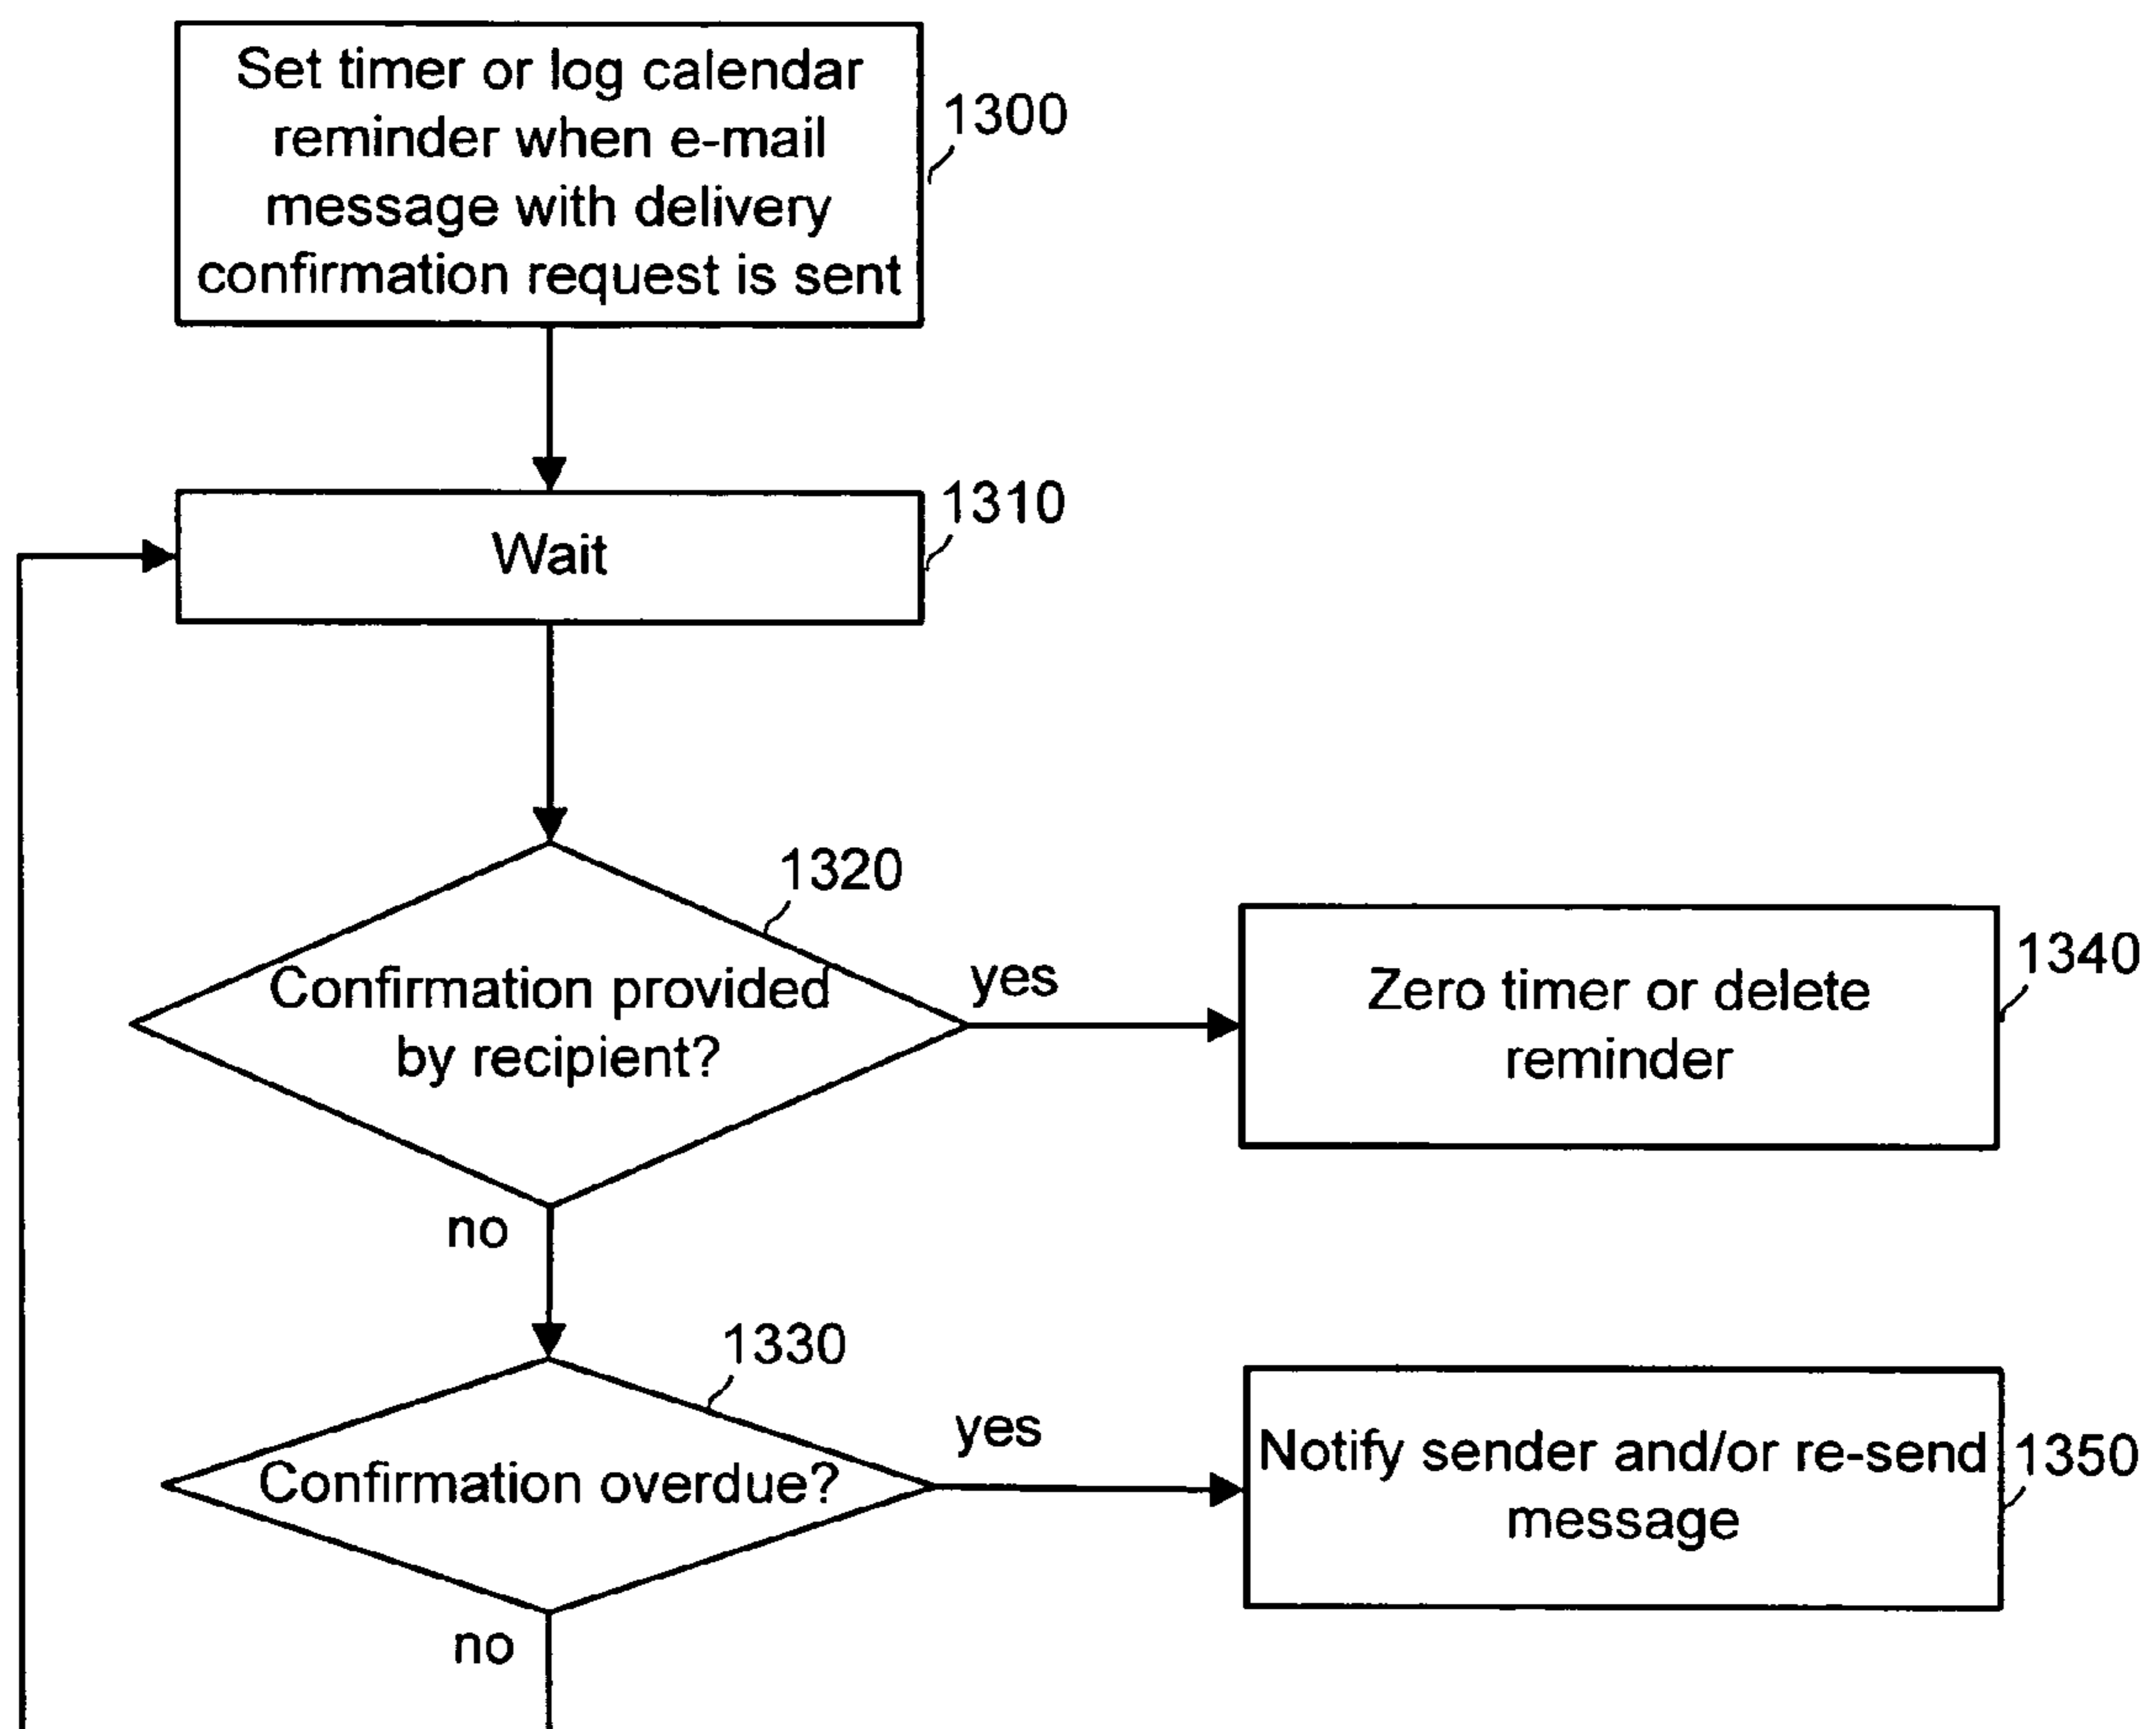 Set timer or log calendar
reminder when e-mail
message with delivery
confirmation request is sent
1300
Wait
1310
1320
Confirmation provided
by recipient?
yes
Zero timer or delete
reminder
1340
no
1330
Confirmation overdue?
yes
Notify sender and/or re-send
message
1350
no